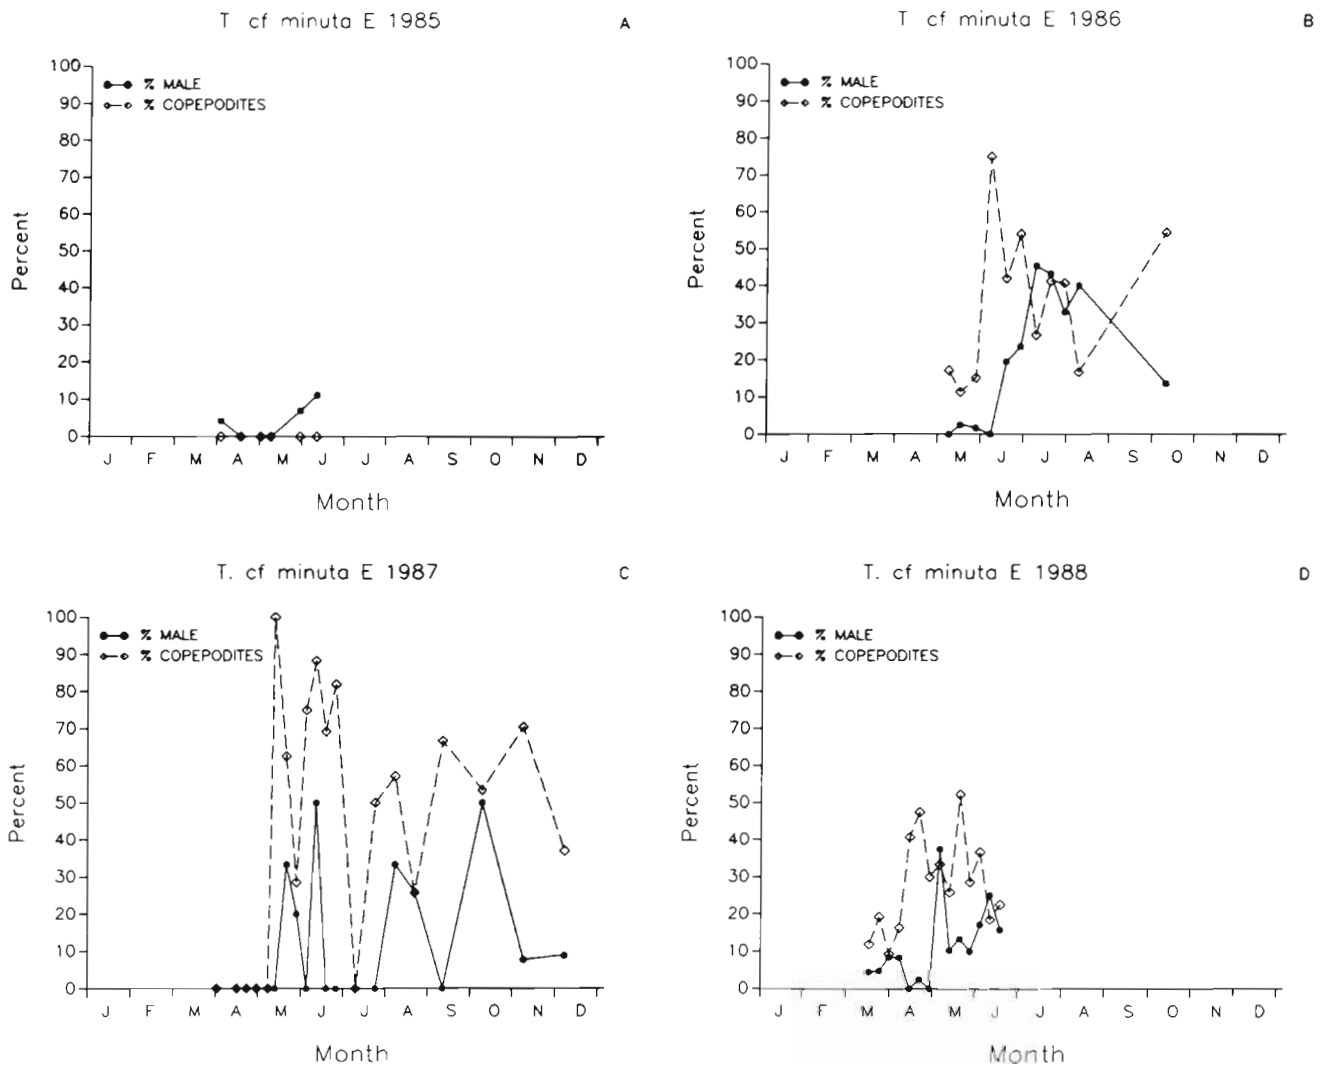 T cf minuta E 1985
A
% MALE
% COPEPODITES
100
90
80
70
60
50
40
30
20
10
0
Percent
J F M A M J J A S O N D
Month
T cf minuta E 1986
B
% MALE
% COPEPODITES
100
90
80
70
60
50
40
30
20
10
0
Percent
J F M A M J J A S O N D
Month
T. cf minuta E 1987
C
% MALE
% COPEPODITES
100
90
80
70
60
50
40
30
20
10
0
Percent
J F M A M J J A S O N D
Month
T. cf minuta E 1988
D
% MALE
% COPEPODITES
100
90
80
70
60
50
40
30
20
10
0
Percent
J F M A M J J A S O N D
Month